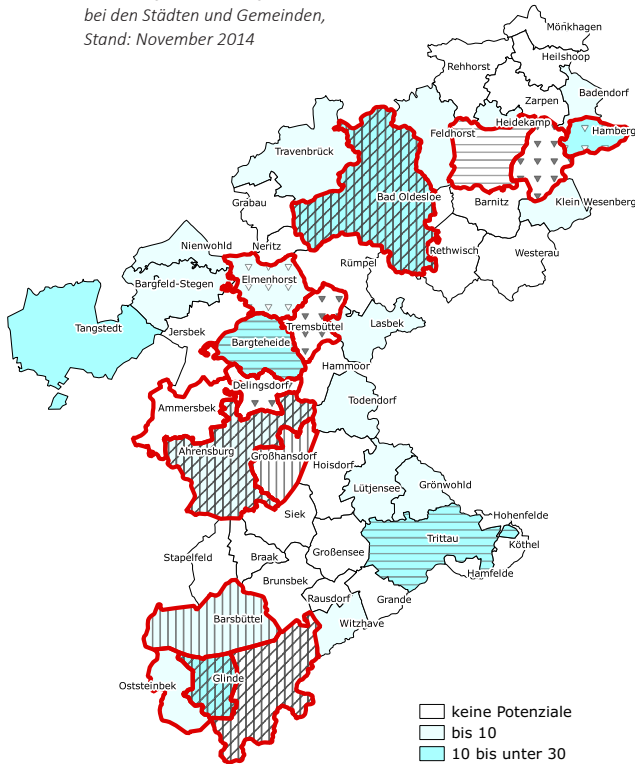 bei den Städten und Gemeinden,
Stand: November 2014
Mönkhagen
Heilshoop
Rehhorst
Badendorf
Zarpen
Heidekamp
Hamberge
Feldhorst
Travenbrück
Klein Wesenberg
Bad Oldesloe
Barnitz
Grabau
Nienwohld
Neritz
Rethwisch
Westerau
Rümpel
Elmenhorst
Bargfeld-Stegen
Tangstedt
Jersbek
Tremsbüttel
Lasbek
Bargteheide
Hammoor
Delingsdorf
Todendorf
Ammersbek
Ahrensburg
Großhansdorf
Hoisdorf
Lütjensee
Grönwohld
Siek
Hohenfelde
Trittau
Köthel
Stapelfeld
Braak
Großensee
Hamfelde
Brunsbek
Rausdorf
Grande
Barsbüttel
Witzhave
Oststeinbek
Glinde
keine Potenziale
bis 10
10 bis unter 30